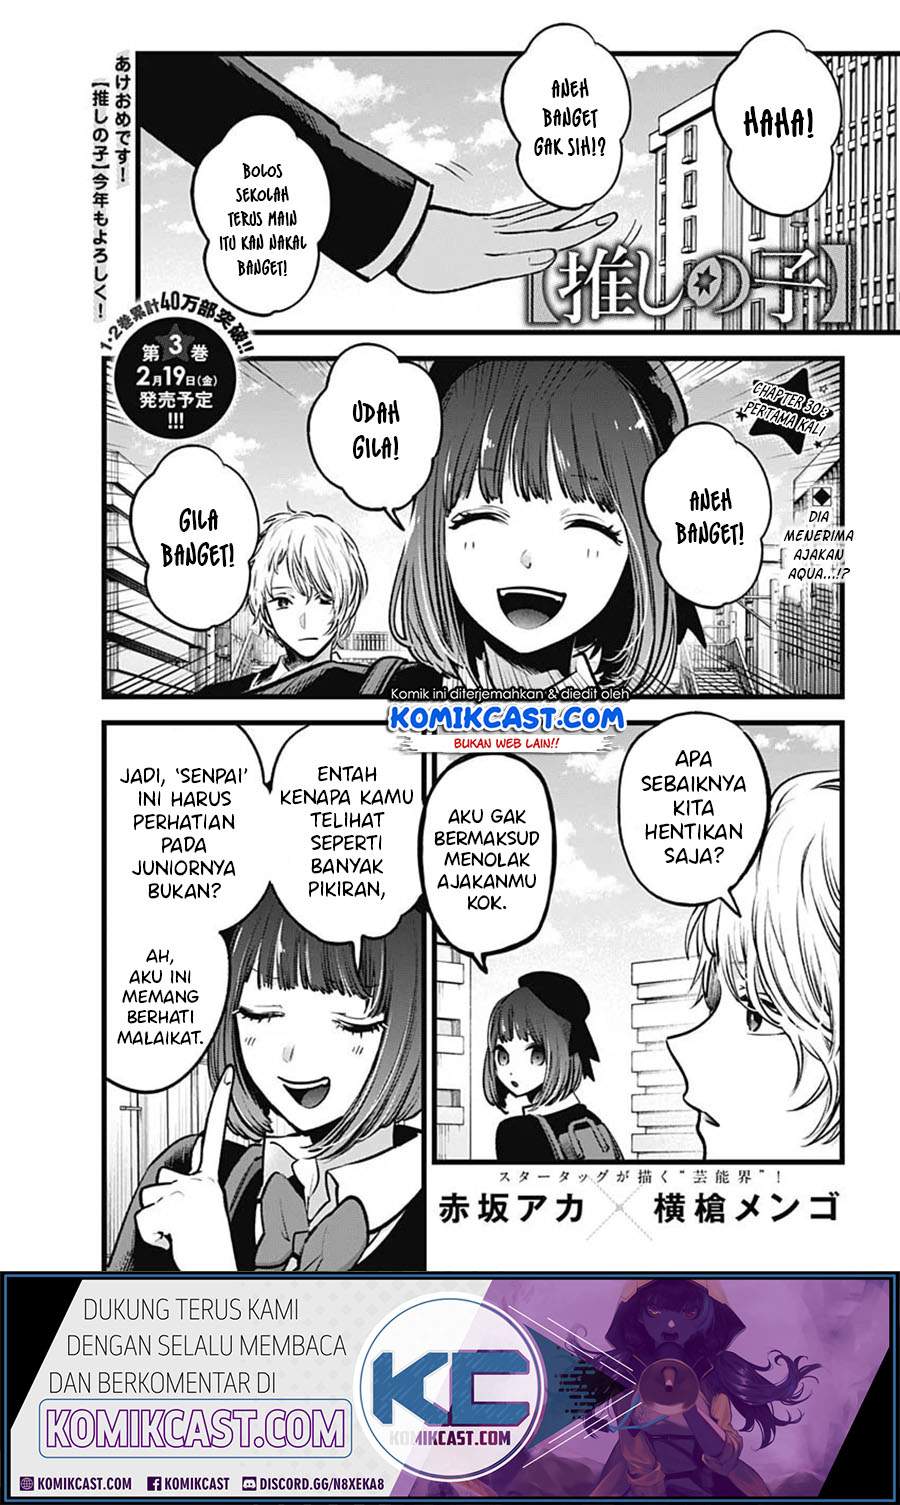 HAHA!
ANEH
BANGET
GAK SIH!?
BOLOS
SEKOLAH
TERUS MAIN
ITU KAN NAKAL
BANGET!
あけおめです！
【推しの子】今年もよろしく！
【推しの子】
1・2巻累計40万部突破!!
第3巻
2月19日(金)
発売予定
!!!
CHAPTER 30:
PERTAMA KALI
◆
DIA
MENERIMA
AJAKAN
AQUA...!?
ANEH
BANGET!
UDAH
GILA!
GILA
BANGET!
Komik ini diterjemahkan & diedit oleh
KOMIKCAST.COM
BUKAN WEB LAIN!!
APA
SEBAIKNYA
KITA
HENTIKAN
SAJA?
AKU GAK
BERMAKSUD
MENOLAK
AJAKANMU
KOK.
ENTAH
KENAPA KAMU
TELIHAT
SEPERTI
BANYAK
PIKIRAN,
JADI, 'SENPAI'
INI HARUS
PERHATIAN
PADA
JUNIORNYA
BUKAN?
AH,
AKU INI
MEMANG
BERHATI
MALAIKAT.
スタータッグが描く“芸能界”！
赤坂アカ × 横槍メンゴ
DUKUNG TERUS KAMI
DENGAN SELALU MEMBACA
DAN BERKOMENTAR DI
KOMIKCAST.COM
KOMIKCAST.COM KOMIKCAST DISCORD.GG/N8XEKA8
KC
KOMIKCAST.COM